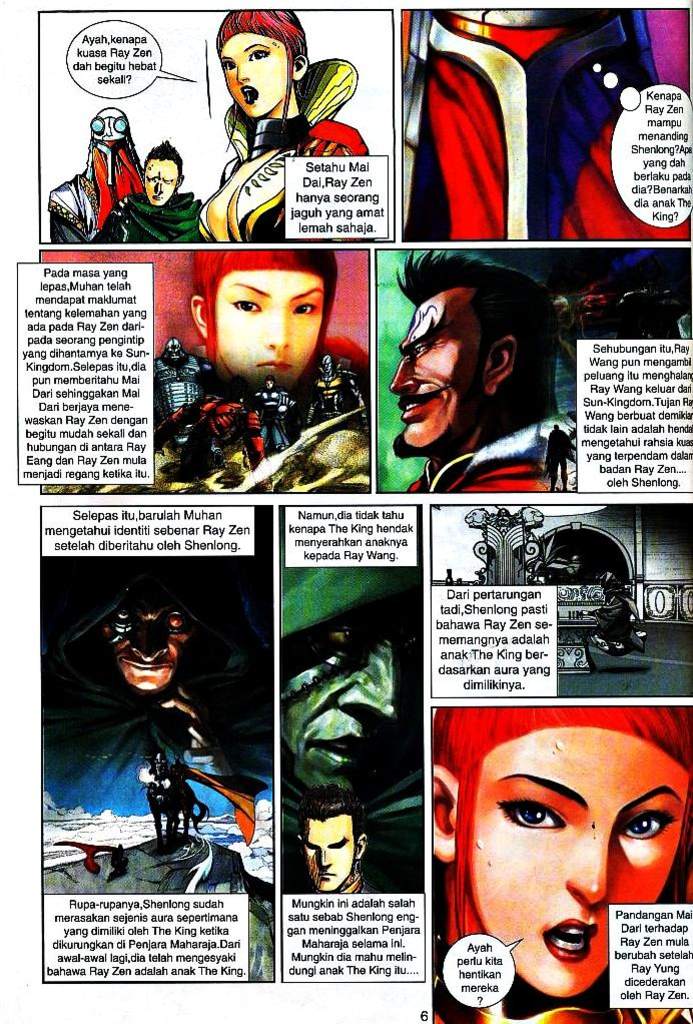 Ayah,kenapa
kuasa Ray Zen
dah begitu hebat
sekali?
Setahu Mai
Dai,Ray Zen
hanya seorang
jaguh yang amat
lemah sahaja.
Kenapa
Ray Zen
mampu
menanding
Shenlong?Apa
yang dah
berlaku pada
dia?Benarkah
dia anak The
King?
Pada masa yang
lepas,Muhan telah
mendapat maklumat
tentang kelemahan yang
ada pada Ray Zen dari-
pada seorang pengintip
yang dihantarnya ke Sun-
Kingdom.Selepas itu,dia
pun memberitahu Mai
Dari sehinggakan Mai
Dari berjaya mene-
waskan Ray Zen dengan
begitu mudah sekali dan
hubungan di antara Ray
Eang dan Ray Zen mula
menjadi regang ketika itu.
Sehubungan itu,Ray
Wang pun mengambil
peluang itu menghalang
Ray Wang keluar dari
Sun-Kingdom.Tujan Ray
Wang berbuat demikian
tidak lain adalah hendak
mengetahui rahsia kuasa
yang terpendam dalam
badan Ray Zen....
oleh Shenlong.
Selepas itu,barulah Muhan
mengetahui identiti sebenar Ray Zen
setelah diberitahu oleh Shenlong.
Rupa-rupanya,Shenlong sudah
merasakan sejenis aura sepertimana
yang dimiliki oleh The King ketika
dikurungkan di Penjara Maharaja.Dari
awal-awal lagi,dia telah mengesyaki
bahawa Ray Zen adalah anak The King.
Namun,dia tidak tahu
kenapa The King hendak
menyerahkan anaknya
kepada Ray Wang.
Mungkin ini adalah salah
satu sebab Shenlong eng-
gan meninggalkan Penjara
Maharaja selama ini.
Mungkin dia mahu melin-
dungi anak The King itu....
Dari pertarungan
tadi,Shenlong pasti
bahawa Ray Zen se-
memangnya adalah
anak The King ber-
dasarkan aura yang
dimilikinya.
Ayah
perlu kita
hentikan
mereka
?
Pandangan Mai
Dari terhadap
Ray Zen mula
berubah setelah
Ray Yung
dicederakan
oleh Ray Zen.
6